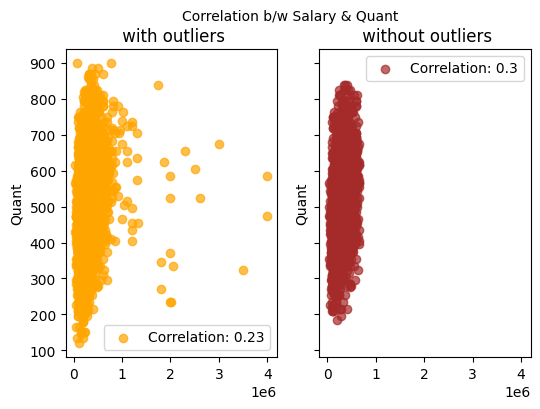 Correlation b/w Salary & Quant
with outliers
without outliers
Quant
900
800
700
600
500
400
300
200
100
0
1
2
3
4
1e6
Correlation: 0.23
Quant
0
1
2
3
4
1e6
Correlation: 0.3